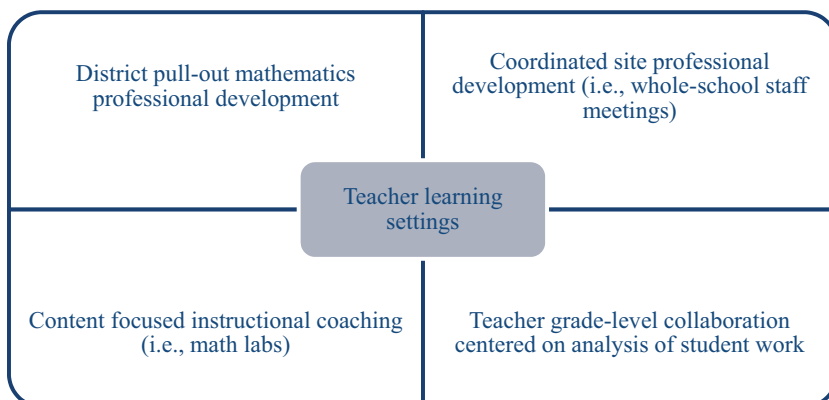 District pull-out mathematics
professional development
Coordinated site professional
development (i.e., whole-school staff
meetings)
Teacher learning
settings
Content focused instructional coaching
(i.e., math labs)
Teacher grade-level collaboration
centered on analysis of student work